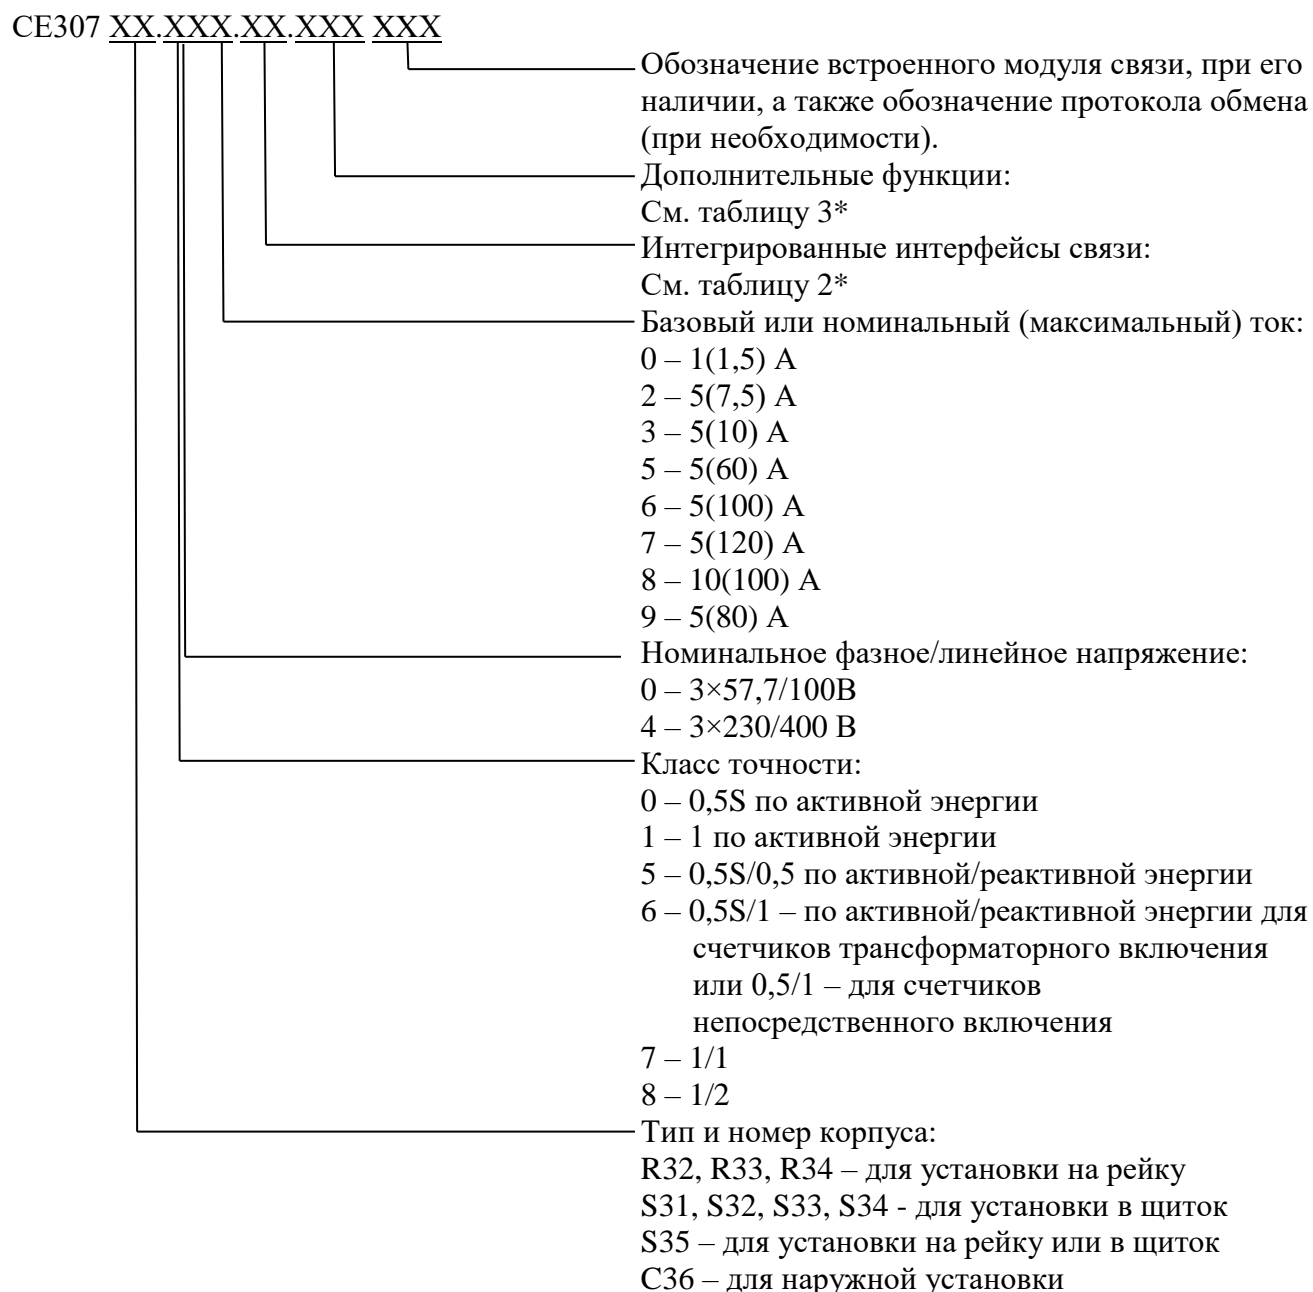 СЕ307 XX.XXX.XX.XXX XXX
Обозначение встроенного модуля связи, при его
наличии, а также обозначение протокола обмена
(при необходимости).
Дополнительные функции:
См. таблицу 3*
Интегрированные интерфейсы связи:
См. таблицу 2*
Базовый или номинальный (максимальный) ток:
0 – 1(1,5) А
2 – 5(7,5) А
3 – 5(10) А
5 – 5(60) А
6 – 5(100) А
7 – 5(120) А
8 – 10(100) А
9 – 5(80) А
Номинальное фазное/линейное напряжение:
0 – 3×57,7/100В
4 – 3×230/400 В
Класс точности:
0 – 0,5S по активной энергии
1 – 1 по активной энергии
5 – 0,5S/0,5 по активной/реактивной энергии
6 – 0,5S/1 – по активной/реактивной энергии для
счетчиков трансформаторного включения
или 0,5/1 – для счетчиков
непосредственного включения
7 – 1/1
8 – 1/2
Тип и номер корпуса:
R32, R33, R34 – для установки на рейку
S31, S32, S33, S34 - для установки в щиток
S35 – для установки на рейку или в щиток
C36 – для наружной установки